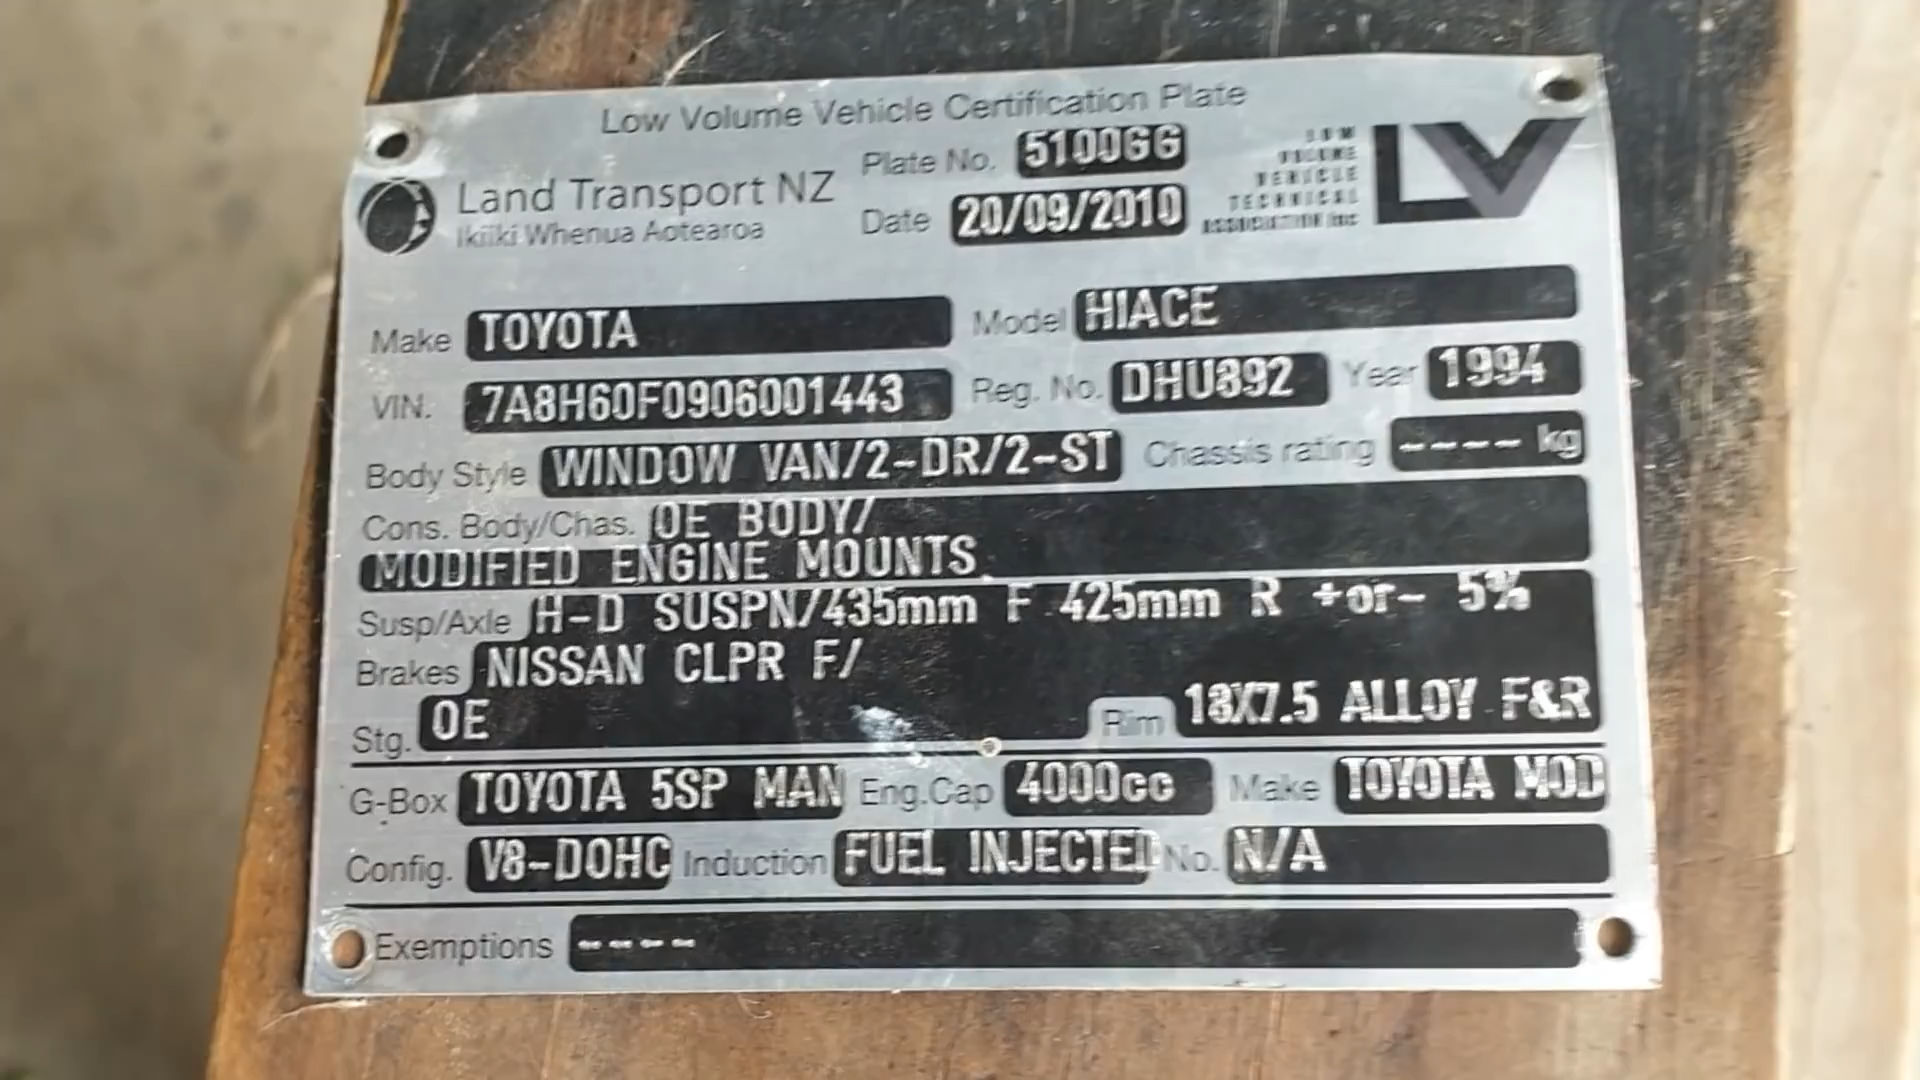 Low Volume Vehicle Certification Plate
Land Transport NZ
Ikiiki Whenua Aotearoa
Plate No. 5100GG
Date 20/09/2010
LOW
VOLUME
VEHICLE
TECHNICAL
ASSOCIATION Inc
LV
Make TOYOTA Model HIACE
VIN. 7A8H60F0906001443 Reg. No. DHU892 Year 1994
Body Style WINDOW VAN/2-DR/2-ST Chassis rating ---- kg
Cons. Body/Chas. OE BODY/
MODIFIED ENGINE MOUNTS
Susp/Axle H-D SUSPN/435mm F 425mm R +or- 5%
Brakes NISSAN CLPR F/
Stg. OE Rim 18X7.5 ALLOY F&R
G-Box TOYOTA 5SP MAN Eng.Cap 4000cc Make TOYOTA MOD
Config. V8-DOHC Induction FUEL INJECTED No. N/A
Exemptions ----